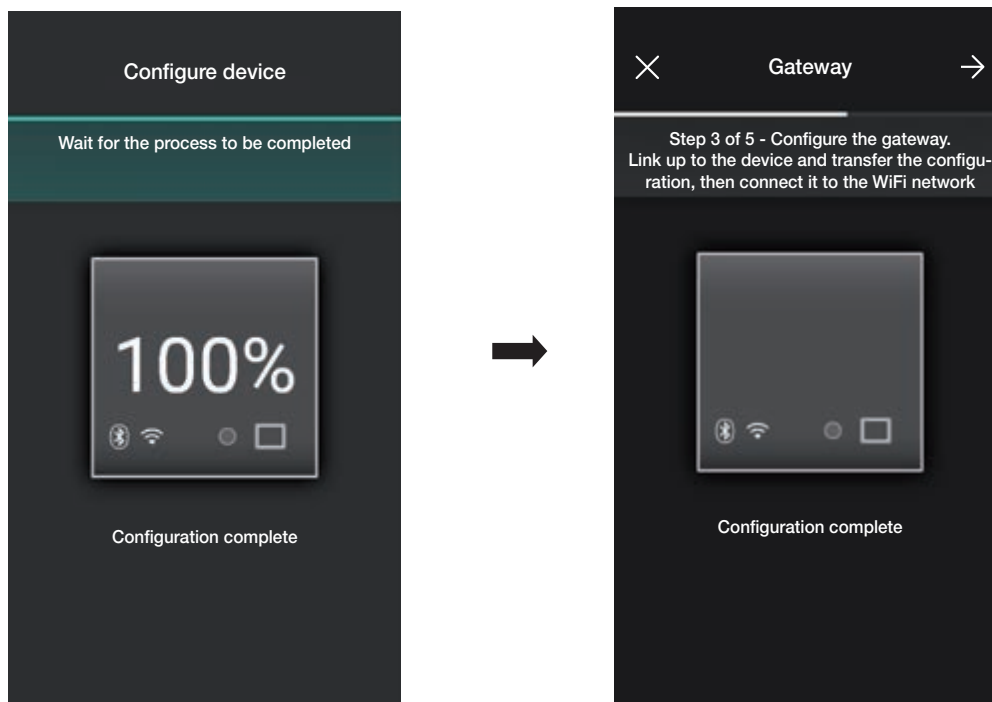 Configure device
Wait for the process to be completed
100%
Configuration complete
Gateway
Step 3 of 5 - Configure the gateway.
Link up to the device and transfer the configu-
ration, then connect it to the WiFi network
Configuration complete